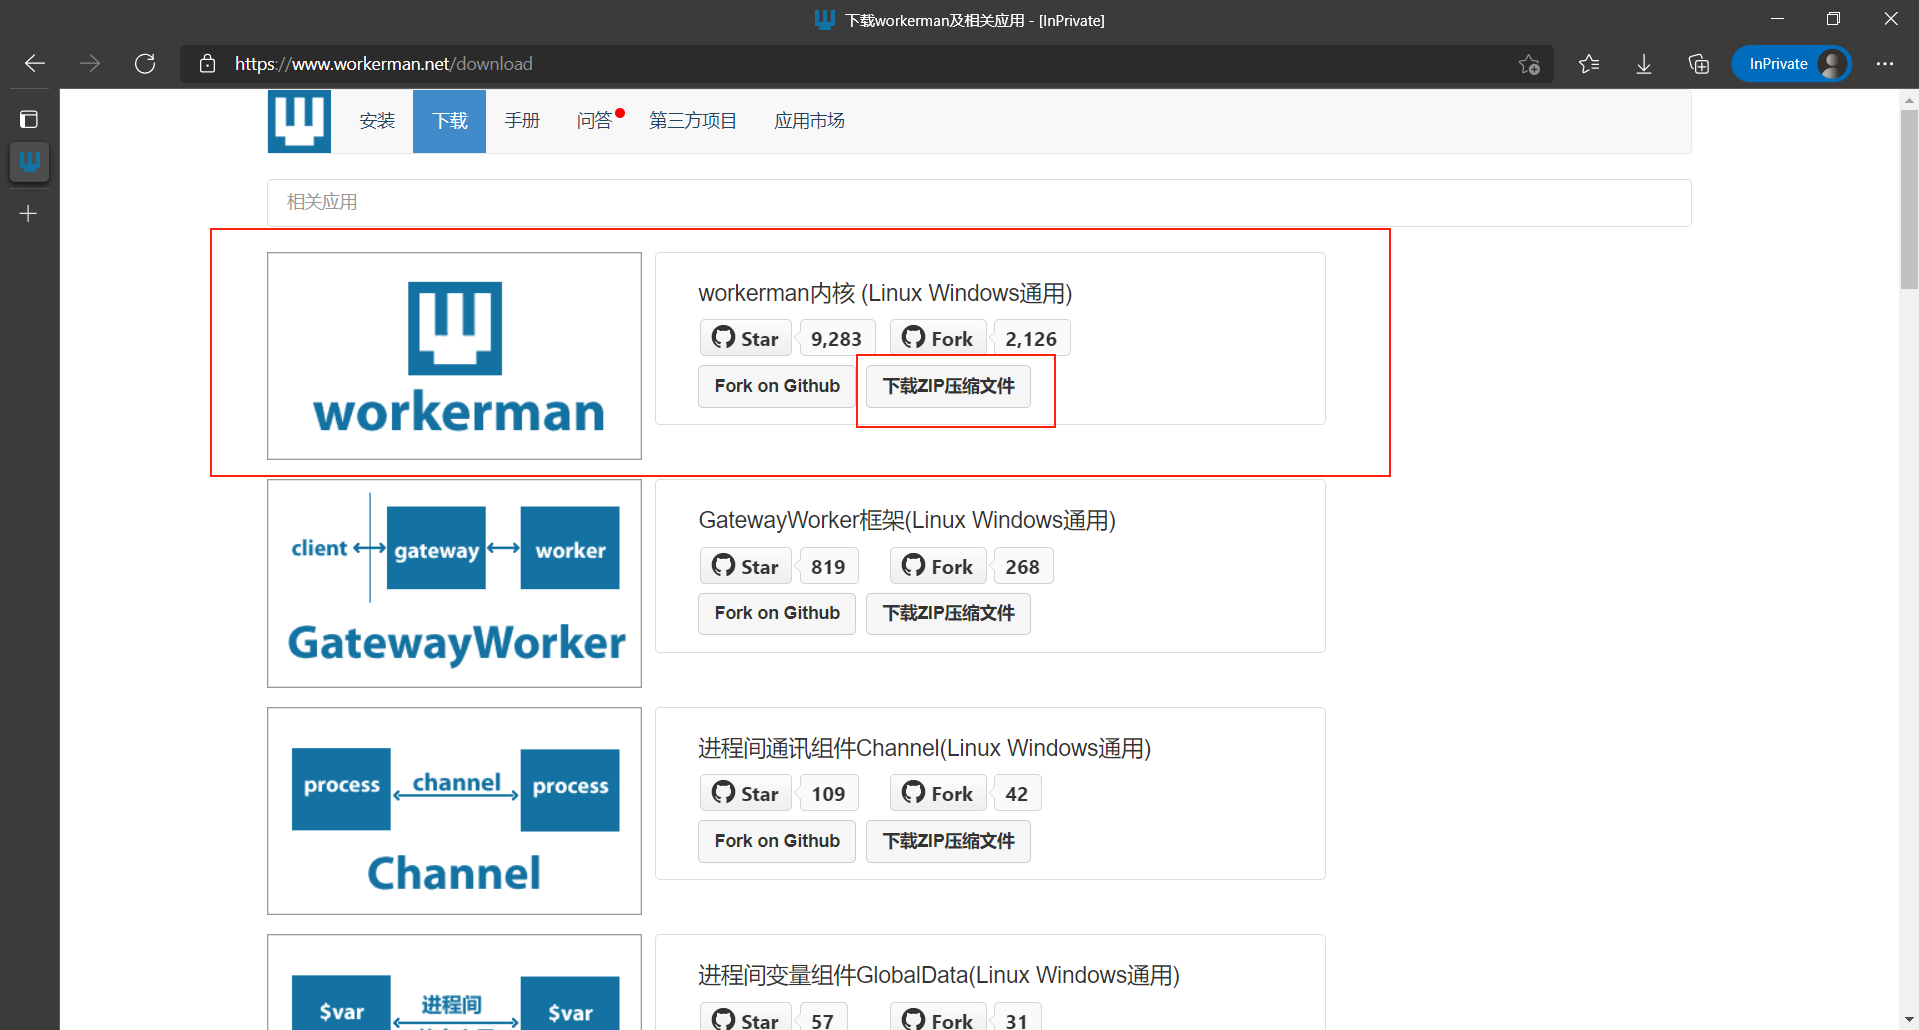 下载workerman及相关应用 - [InPrivate]
https://www.workerman.net/download
InPrivate
安装 下载 手册 问答 第三方项目 应用市场
相关应用
workerman
workerman内核 (Linux Windows通用)
Star 9,283 Fork 2,126
Fork on Github 下载ZIP压缩文件
client gateway worker
GatewayWorker
GatewayWorker框架(Linux Windows通用)
Star 819 Fork 268
Fork on Github 下载ZIP压缩文件
process channel process
Channel
进程间通讯组件Channel(Linux Windows通用)
Star 109 Fork 42
Fork on Github 下载ZIP压缩文件
$var 进程间 $var
进程间变量组件GlobalData(Linux Windows通用)
Star 57 Fork 31